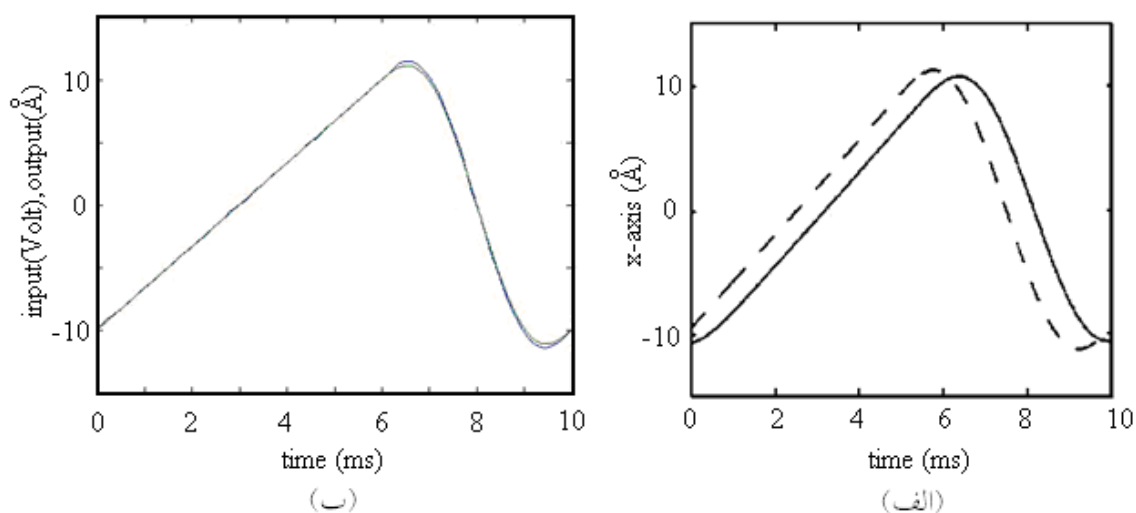 input(Volt),output(Å)
10
0
-10
0 2 4 6 8 10
time (ms)
(ب)
x-axis (Å)
10
0
-10
0 2 4 6 8 10
time (ms)
(الف)